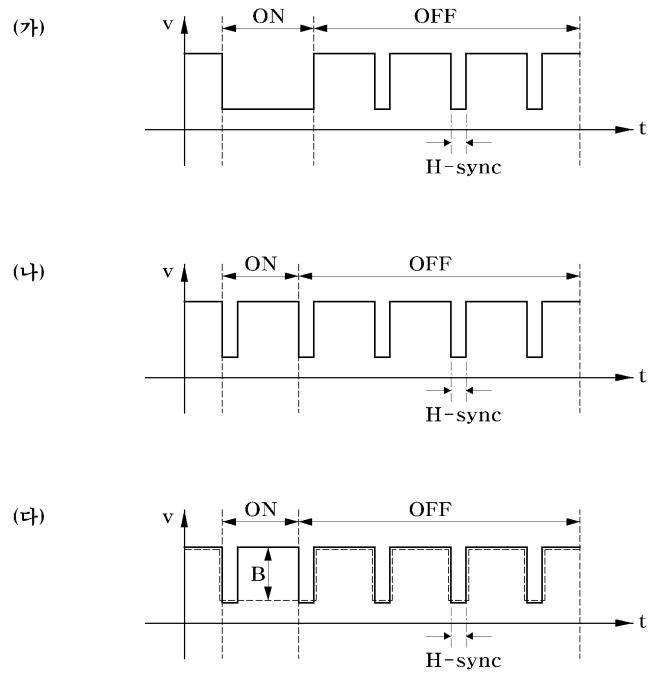 (가)
v ON OFF
t
H-sync
(나)
v ON OFF
t
H-sync
(다)
v ON OFF
B
t
H-sync